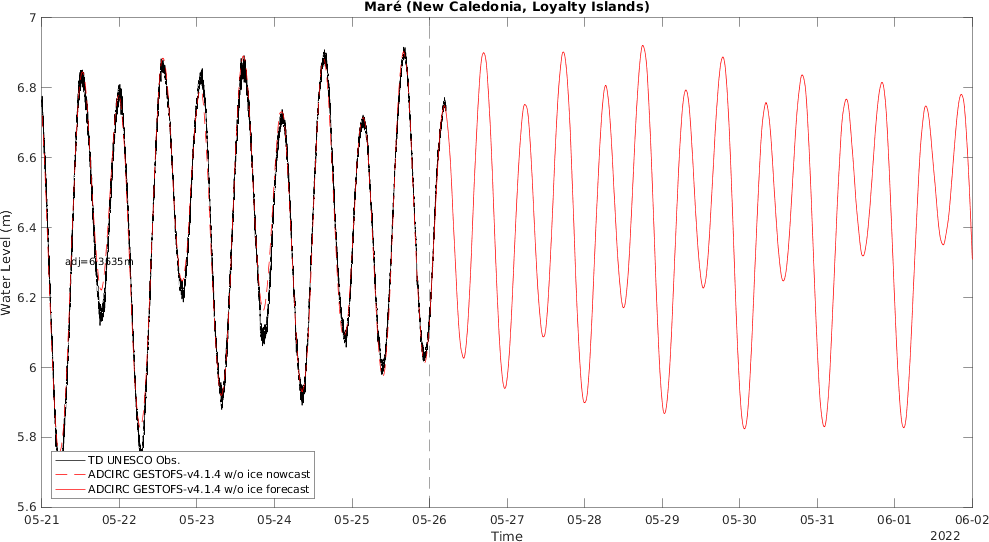 Maré (New Caledonia, Loyalty Islands)
7
6.8
6.6
6.4
6.2
6
5.8
5.6
Water Level (m)
adj=6.3535m
TD UNESCO Obs.
ADCIRC GESTOFS-v4.1.4 w/o ice nowcast
ADCIRC GESTOFS-v4.1.4 w/o ice forecast
05-21 05-22 05-23 05-24 05-25 05-26 05-27 05-28 05-29 05-30 05-31 06-01 06-02
Time
2022